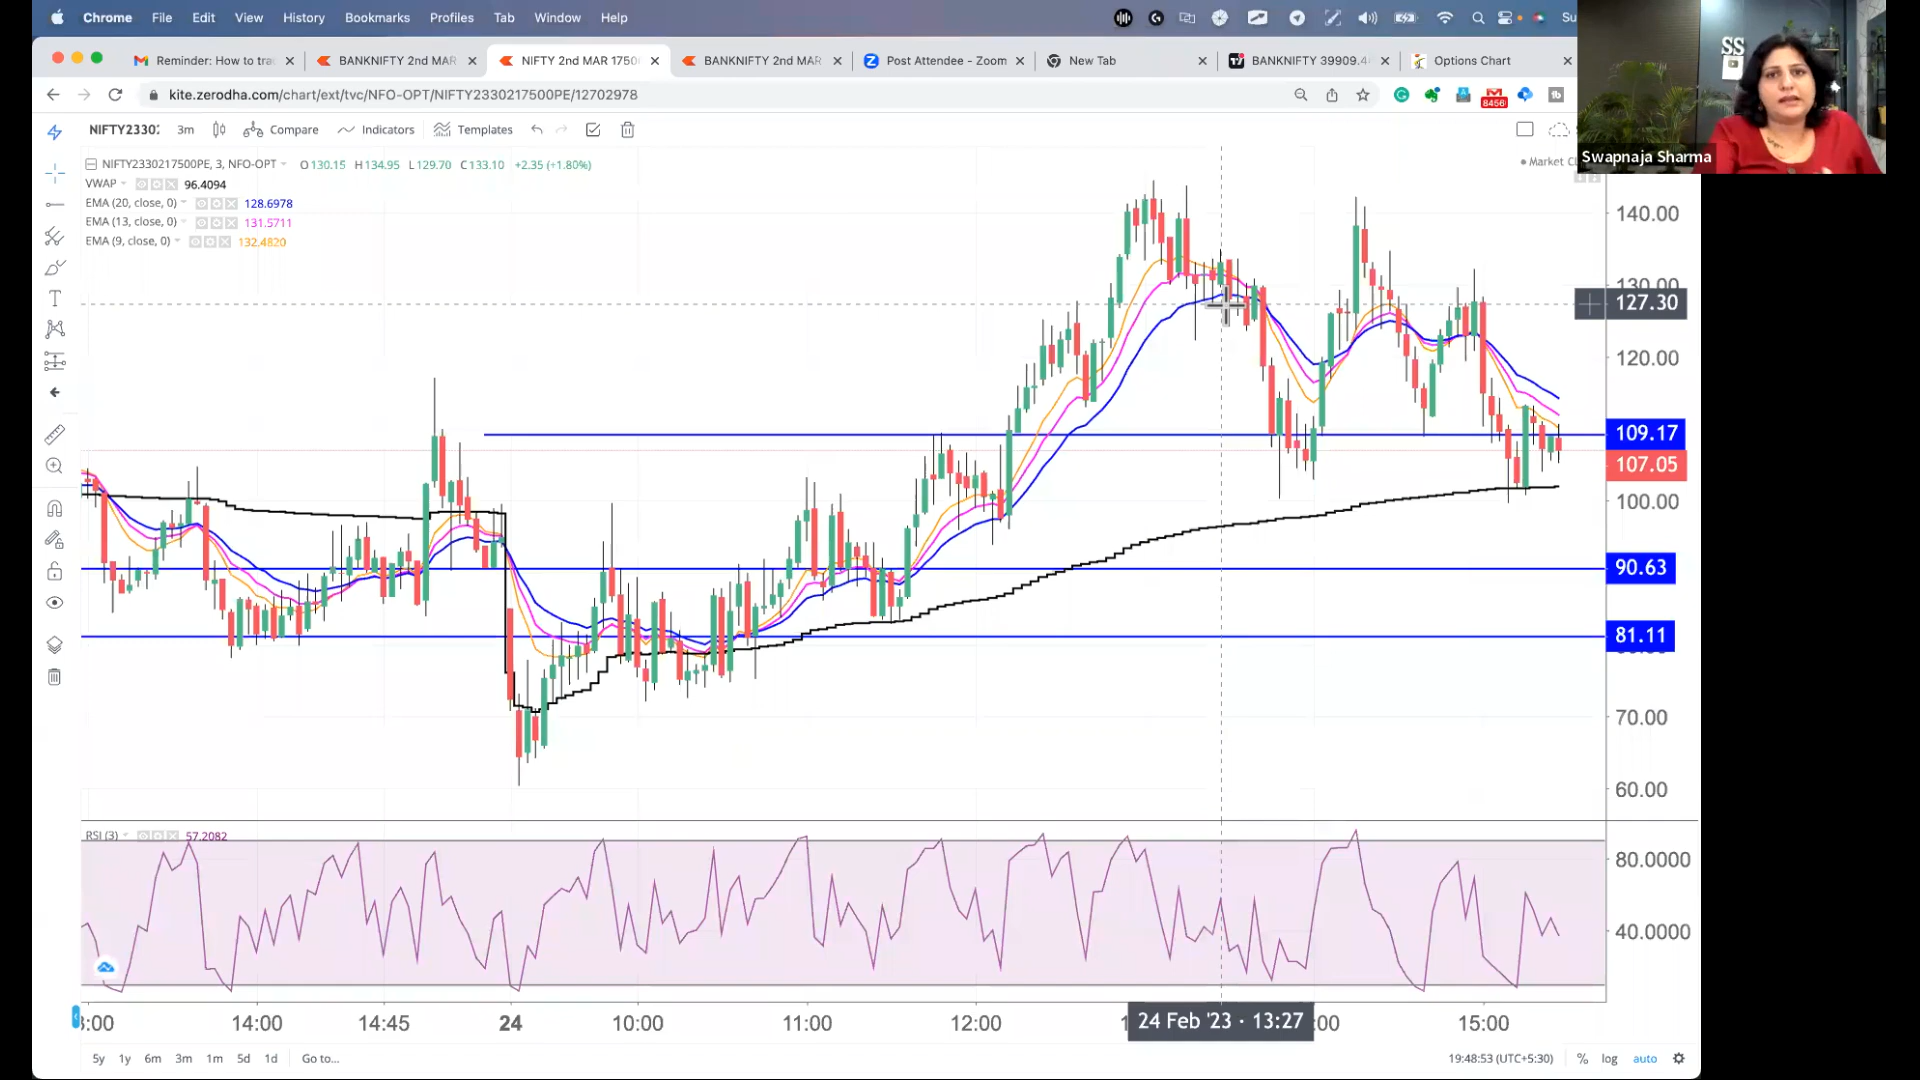 Chrome File Edit View History Bookmarks Profiles Tab Window Help
Reminder: How to tra BANKNIFTY 2nd MAR NIFTY 2nd MAR 1750 BANKNIFTY 2nd MAR Post Attendee - Zoom New Tab BANKNIFTY 39909.4 Options Chart
SS
kite.zerodha.com/chart/ext/tvc/NFO-OPT/NIFTY2330217500PE/12702978
8456
NIFTY2330 3m Compare Indicators Templates
Swapnaja Sharma
NIFTY2330217500PE, 3, NFO-OPT O130.15 H134.95 L129.70 C133.10 +2.35 (+1.80%)
Market
VWAP 96.4094
EMA (20, close, 0) 128.6978
EMA (13, close, 0) 131.5711
EMA (9, close, 0) 132.4820
140.00
130.00
127.30
120.00
109.17
107.05
100.00
90.63
81.11
70.00
60.00
RSI (3) 57.2082
80.0000
40.0000
14:00 14:45 24 10:00 11:00 12:00 24 Feb '23 · 13:27 15:00
5y 1y 6m 3m 1m 5d 1d Go to... 19:48:53 (UTC+5:30) % log auto